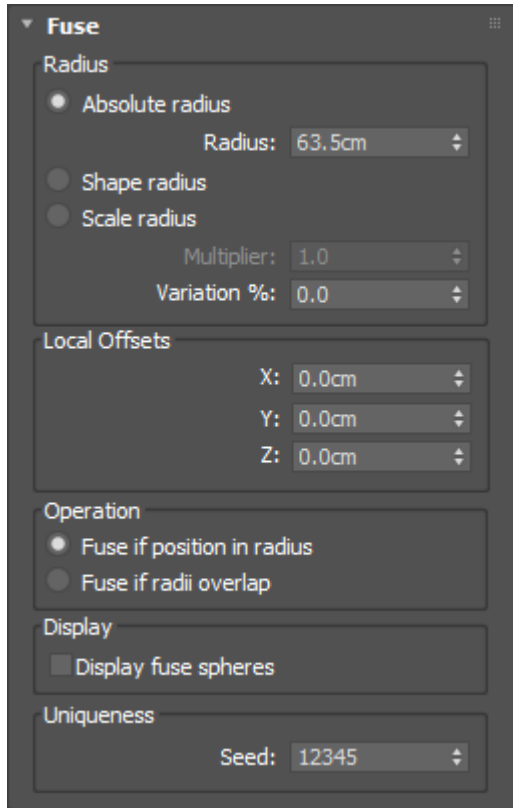 Fuse
Radius
Absolute radius
Radius: 63.5cm
Shape radius
Scale radius
Multiplier: 1.0
Variation %: 0.0
Local Offsets
X: 0.0cm
Y: 0.0cm
Z: 0.0cm
Operation
Fuse if position in radius
Fuse if radii overlap
Display
Display fuse spheres
Uniqueness
Seed: 12345